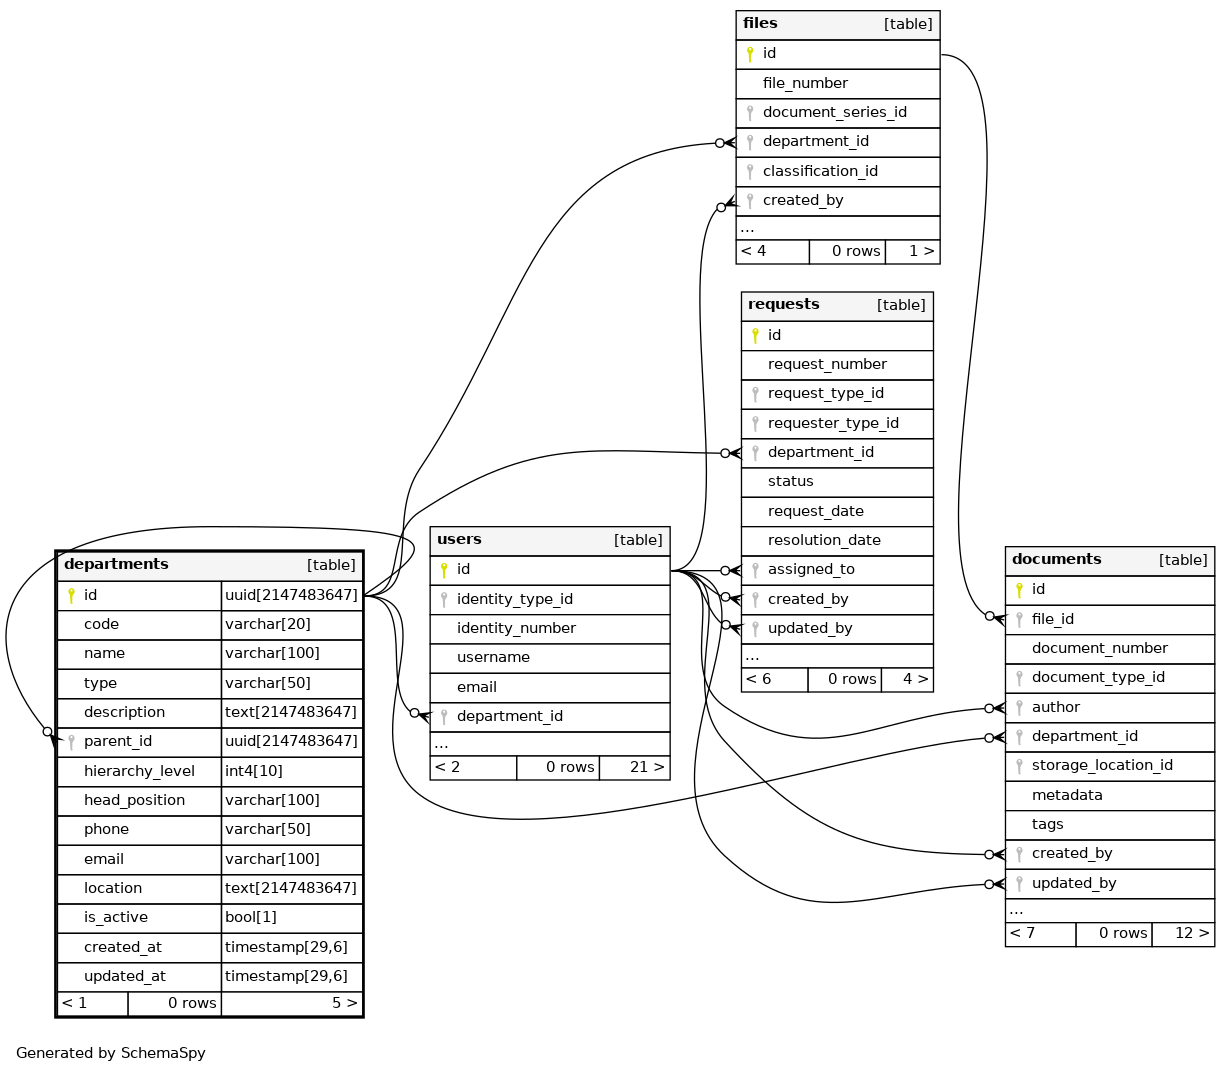 files [table]
id
file_number
document_series_id
department_id
classification_id
created_by
...
< 4 0 rows 1 >
requests [table]
id
request_number
request_type_id
requester_type_id
department_id
status
request_date
resolution_date
assigned_to
created_by
updated_by
...
< 6 0 rows 4 >
departments [table]
id uuid[2147483647]
code varchar[20]
name varchar[100]
type varchar[50]
description text[2147483647]
parent_id uuid[2147483647]
hierarchy_level int4[10]
head_position varchar[100]
phone varchar[50]
email varchar[100]
location text[2147483647]
is_active bool[1]
created_at timestamp[29,6]
updated_at timestamp[29,6]
< 1 0 rows 5 >
users [table]
id
identity_type_id
identity_number
username
email
department_id
...
< 2 0 rows 21 >
documents [table]
id
file_id
document_number
document_type_id
author
department_id
storage_location_id
metadata
tags
created_by
updated_by
...
< 7 0 rows 12 >
Generated by SchemaSpy